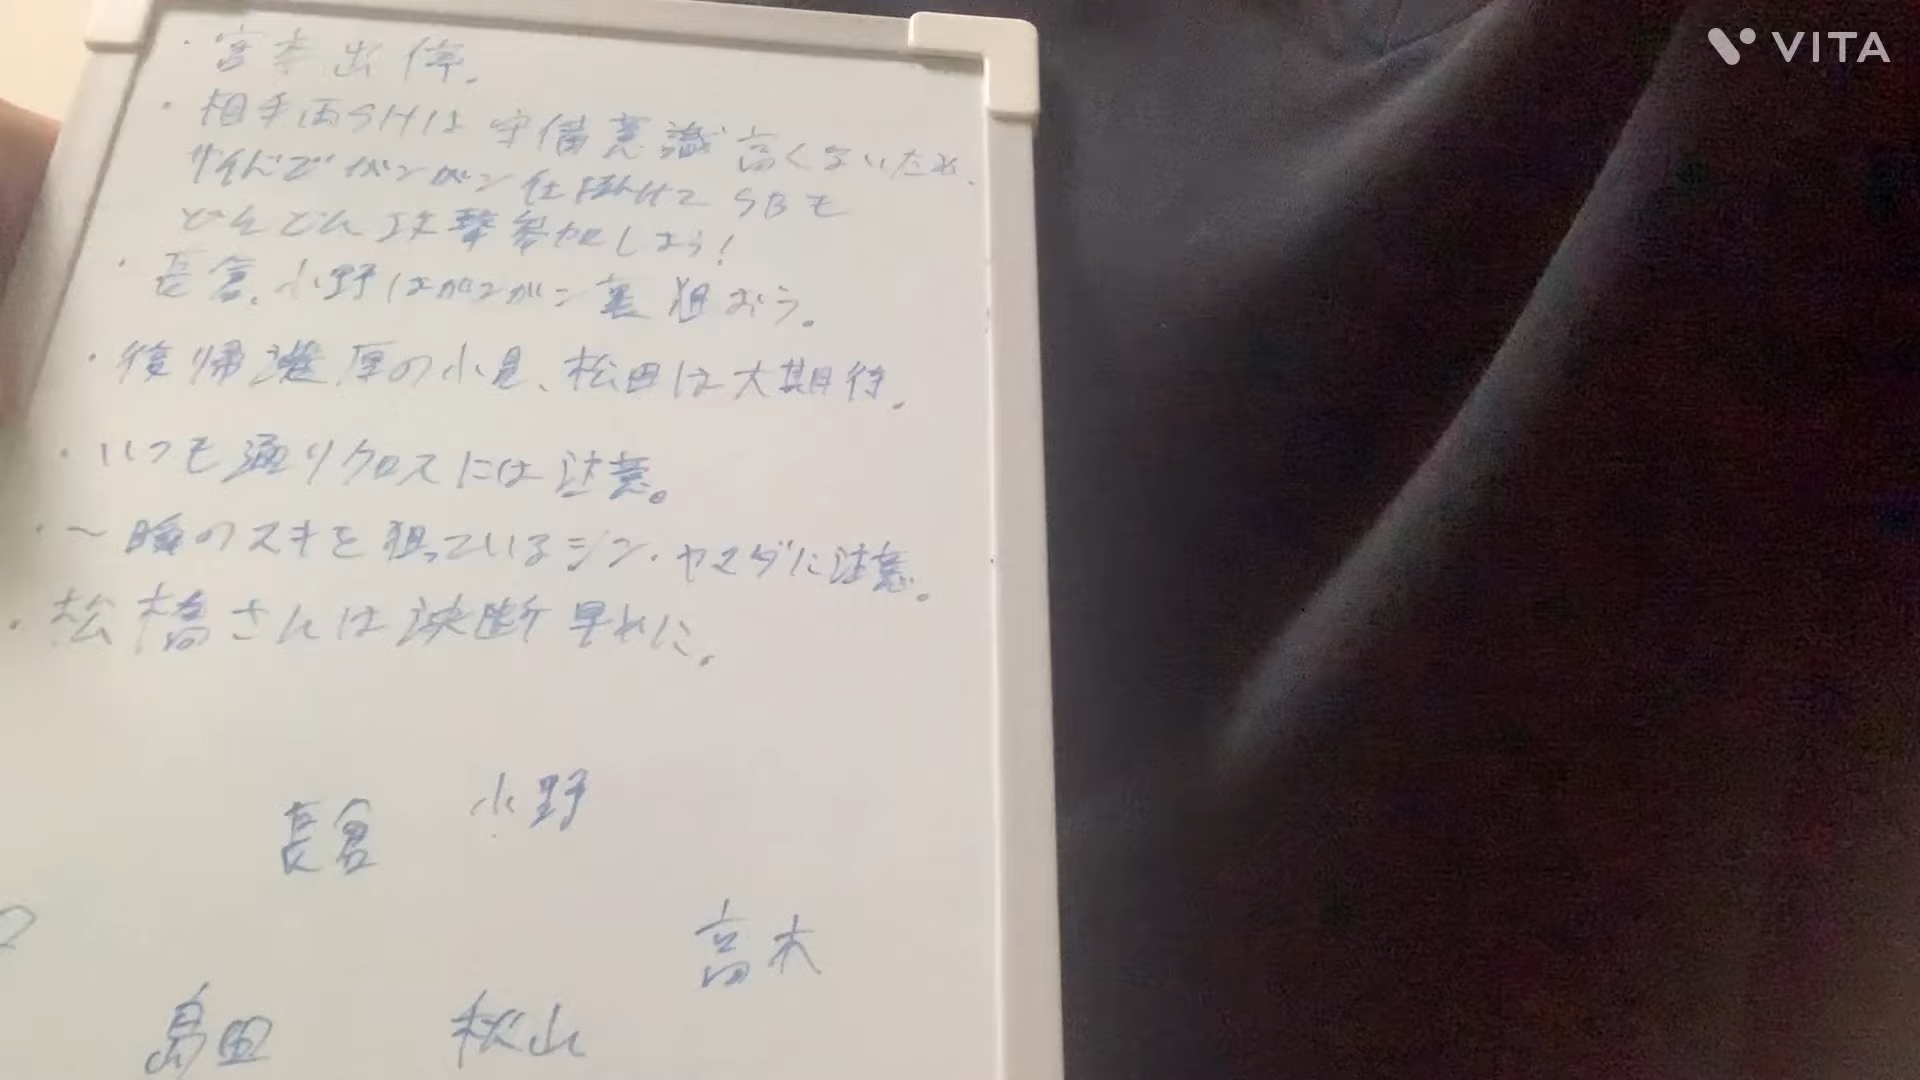 ・宮本出停。
・相手両SHは守備意識高くないため、
サイドでガンガン仕掛けてSBも
どんどん攻撃参加しよう!
・長倉、小野はガンガン裏狙おう。
・復帰濃厚の小見、松田は大期待。
・いつも通りクロスには注意。
・一瞬のスキを狙っているシン・ヤマダに注意。
・松橋さんは決断早めに。
長倉 小野
高木
島田 秋山
VITA